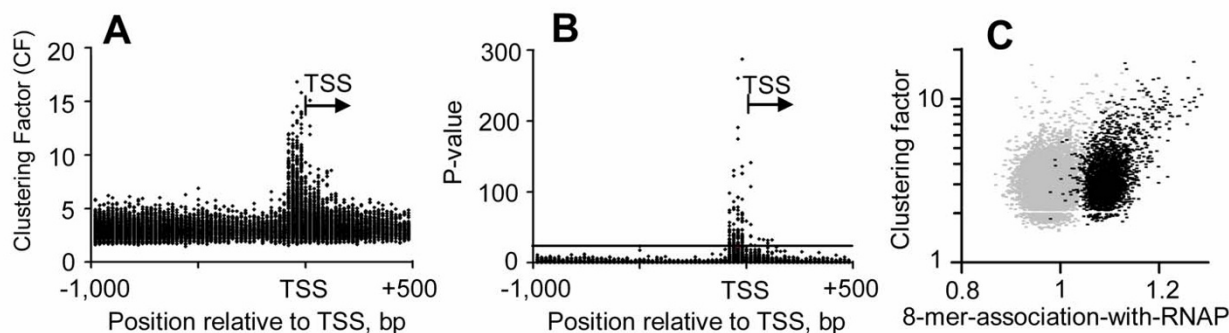 A
Clustering Factor (CF)
20
15
10
5
0
TSS
-1,000
TSS
+500
Position relative to TSS, bp
B
P-value
300
200
100
0
TSS
-1,000
TSS
+500
Position relative to TSS, bp
C
Clustering factor
10
1
0.8
1
1.2
8-mer-association-with-RNAP